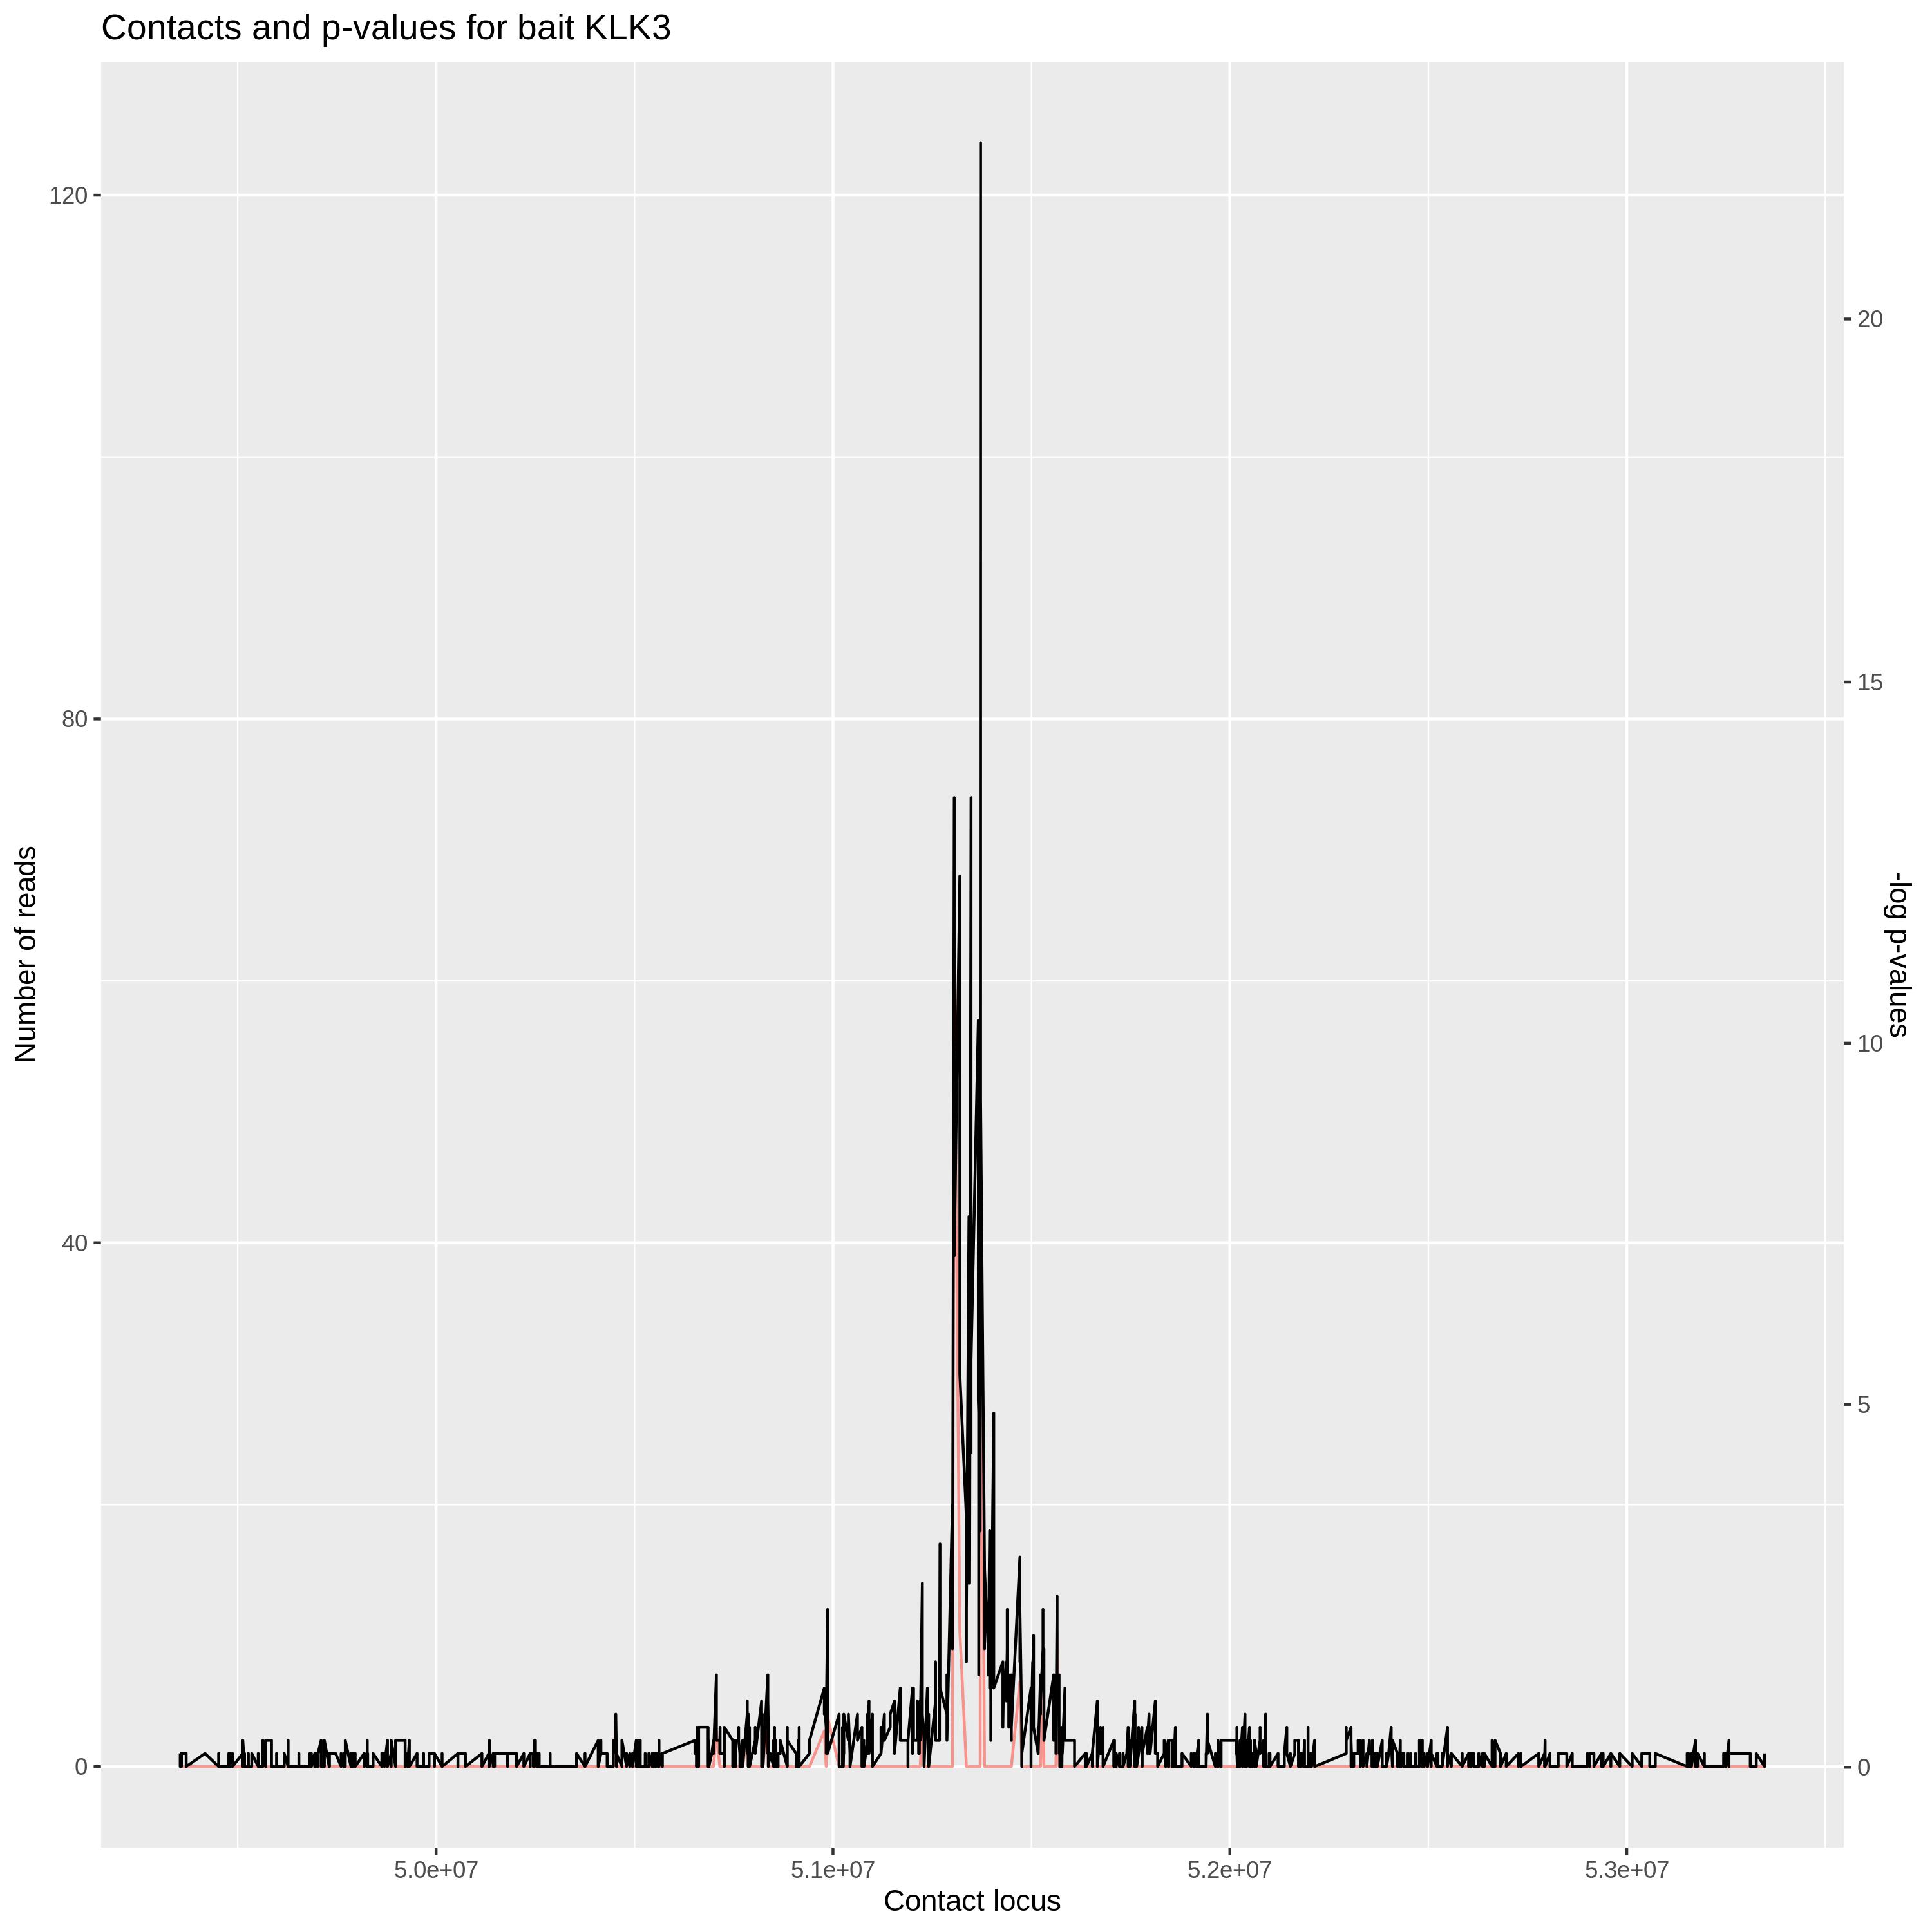 Contacts and p-values for bait KLK3
120
80
40
0
Number of reads
20
15
10
5
0
-log p-values
5.0e+07 5.1e+07 5.2e+07 5.3e+07
Contact locus